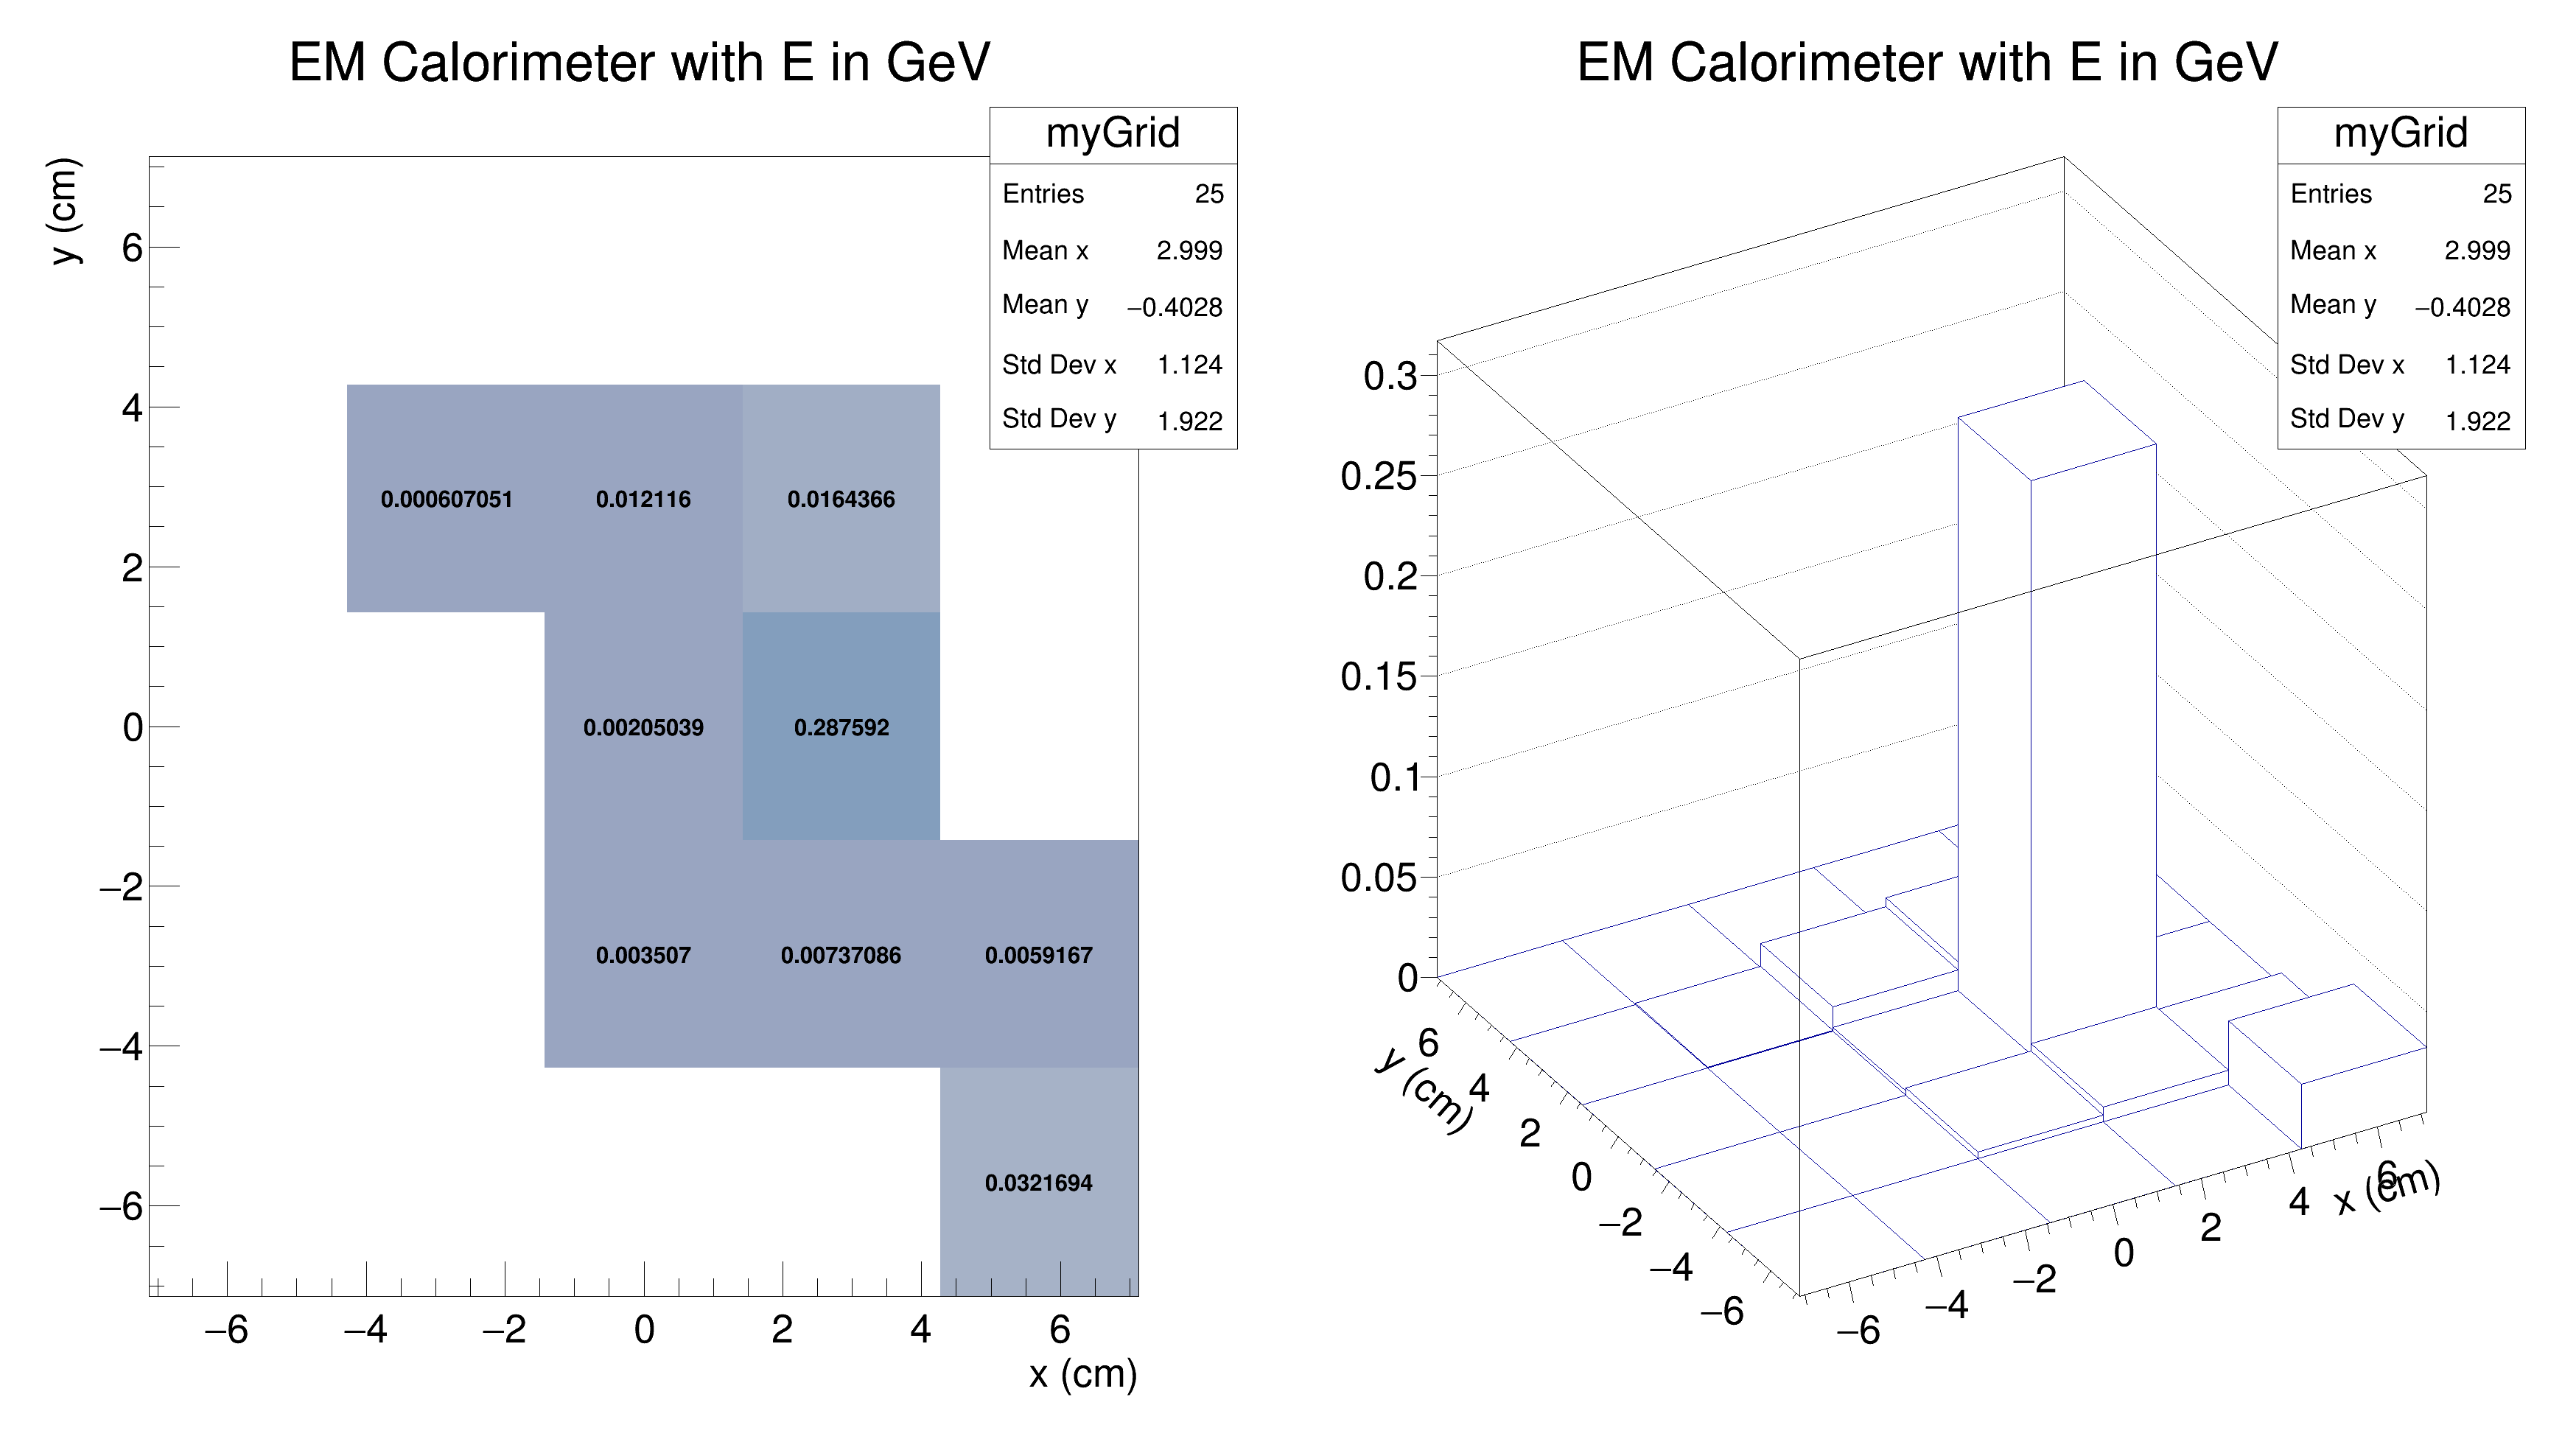 EM Calorimeter with E in GeV
myGrid
Entries 25
Mean x 2.999
Mean y −0.4028
Std Dev x 1.124
Std Dev y 1.922
y (cm)
6
4
2
0
−2
−4
−6
0.000607051 0.012116 0.0164366
0.00205039 0.287592
0.003507 0.00737086 0.0059167
0.0321694
−6 −4 −2 0 2 4 6
x (cm)
EM Calorimeter with E in GeV
myGrid
Entries 25
Mean x 2.999
Mean y −0.4028
Std Dev x 1.124
Std Dev y 1.922
0.3
0.25
0.2
0.15
0.1
0.05
0
y (cm)
6
4
2
0
−2
−4
−6
−6 −4 −2 0 2 4 6
x (cm)